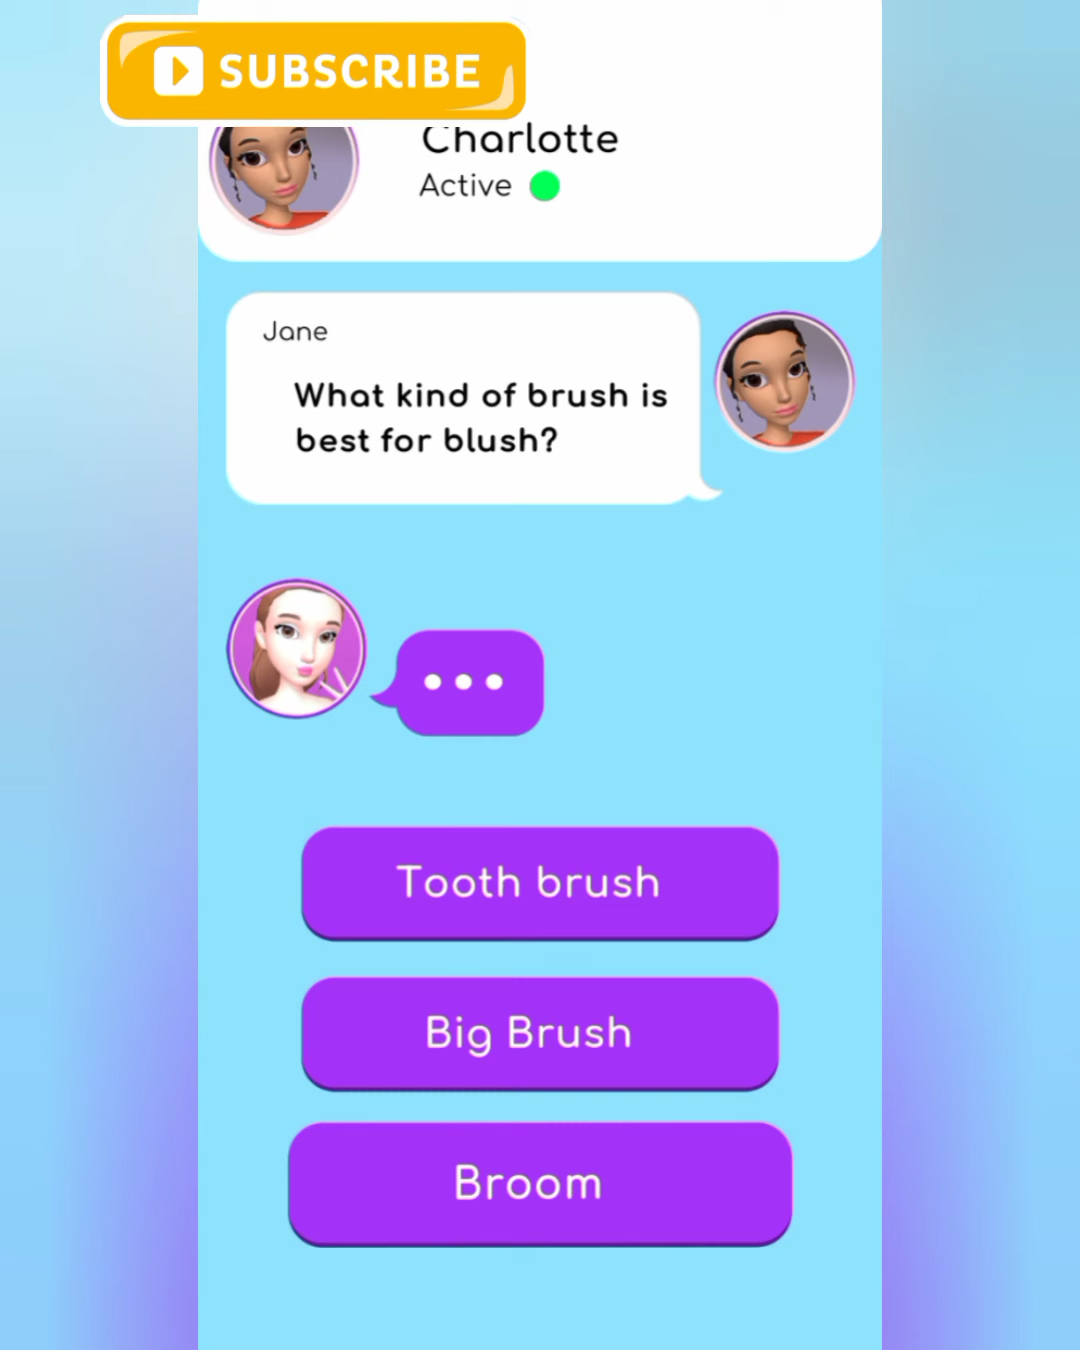 SUBSCRIBE
Charlotte
Active
Jane
What kind of brush is
best for blush?
Tooth brush
Big Brush
Broom